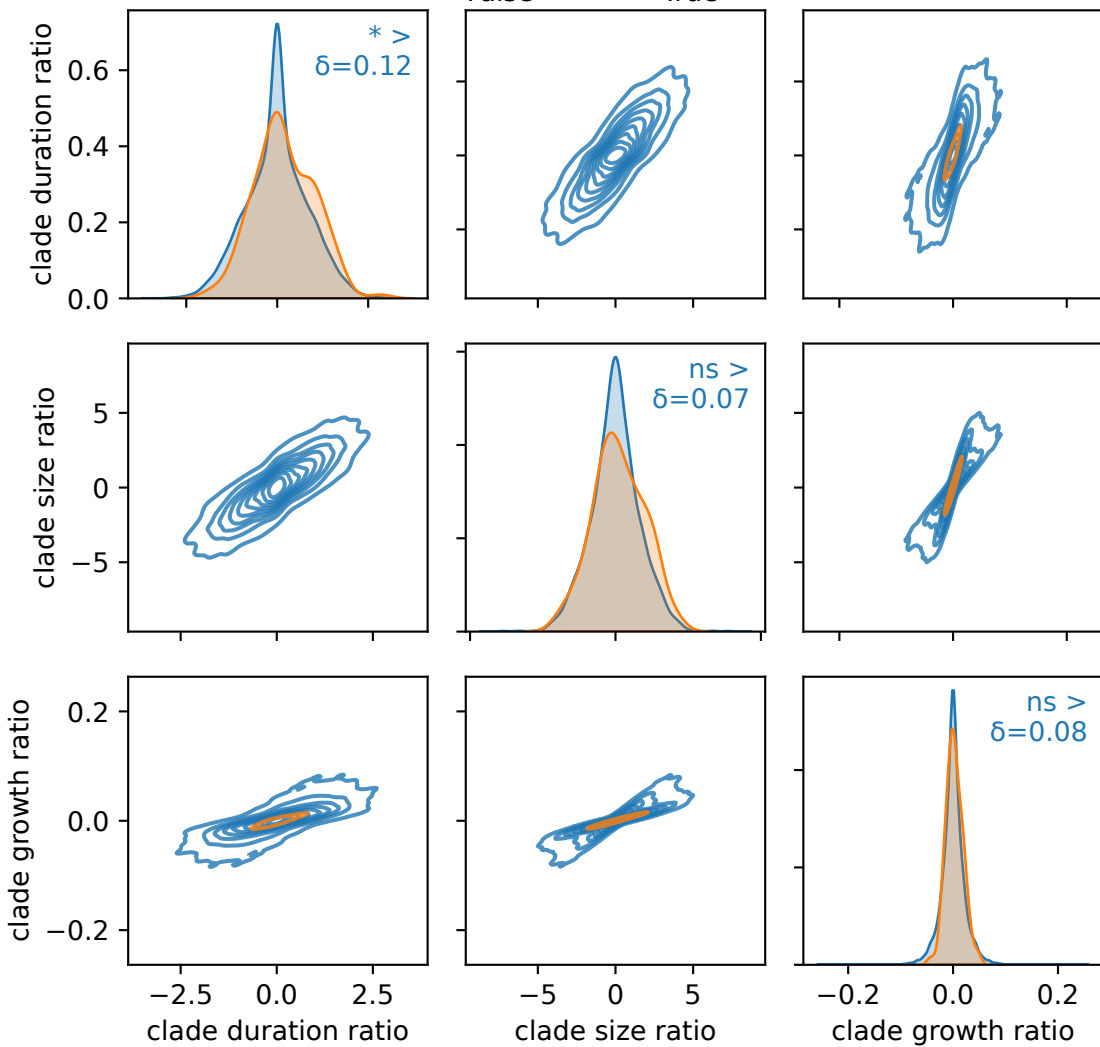 * >
δ=0.12
clade duration ratio
0.6
0.4
0.2
0.0
ns >
δ=0.07
clade size ratio
5
0
−5
ns >
δ=0.08
clade growth ratio
0.2
0.0
−0.2
−2.5 0.0 2.5
−5 0 5
−0.2 0.0 0.2
clade duration ratio
clade size ratio
clade growth ratio